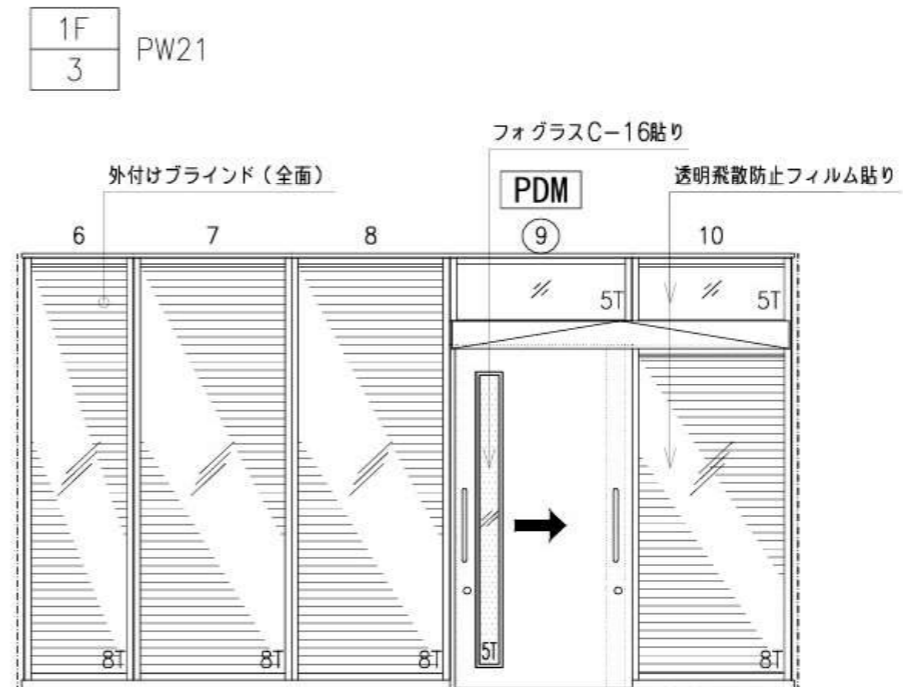 1F
3
PW21
フォグラスC-16貼り
外付けブラインド(全面)
PDM
透明飛散防止フィルム貼り
6
7
8
9
10
5T
5T
8T
8T
8T
5T
8T